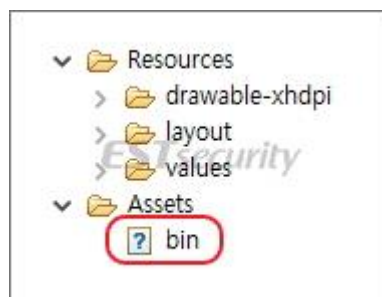 Resources
drawable-xhdpi
layout
ESTsecurity
values
Assets
? bin